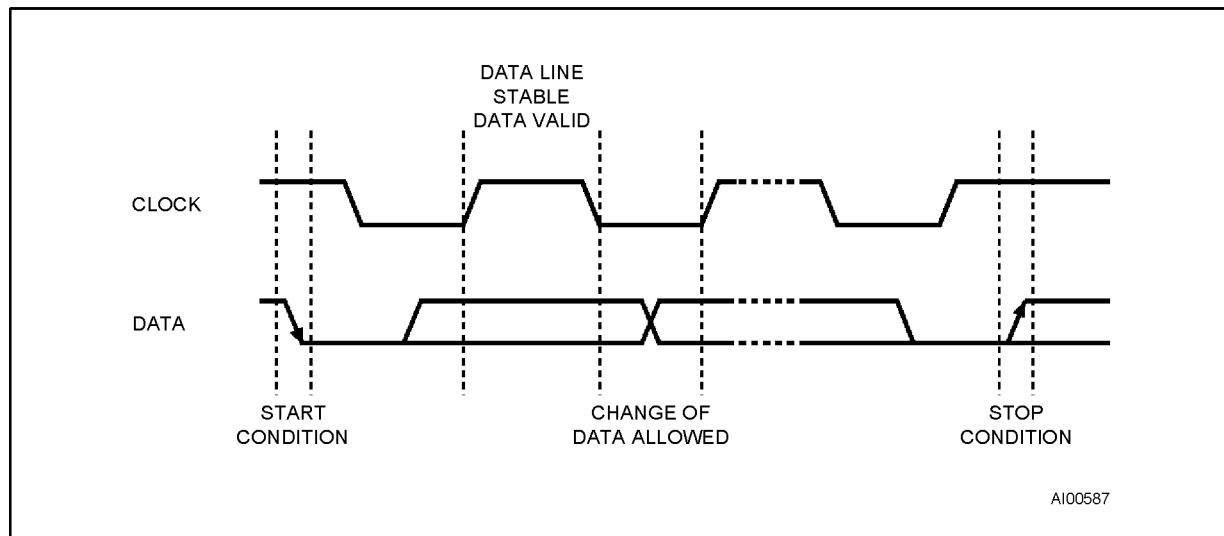 DATA LINE
STABLE
DATA VALID
CLOCK
DATA
START
CONDITION
CHANGE OF
DATA ALLOWED
STOP
CONDITION
AI00587